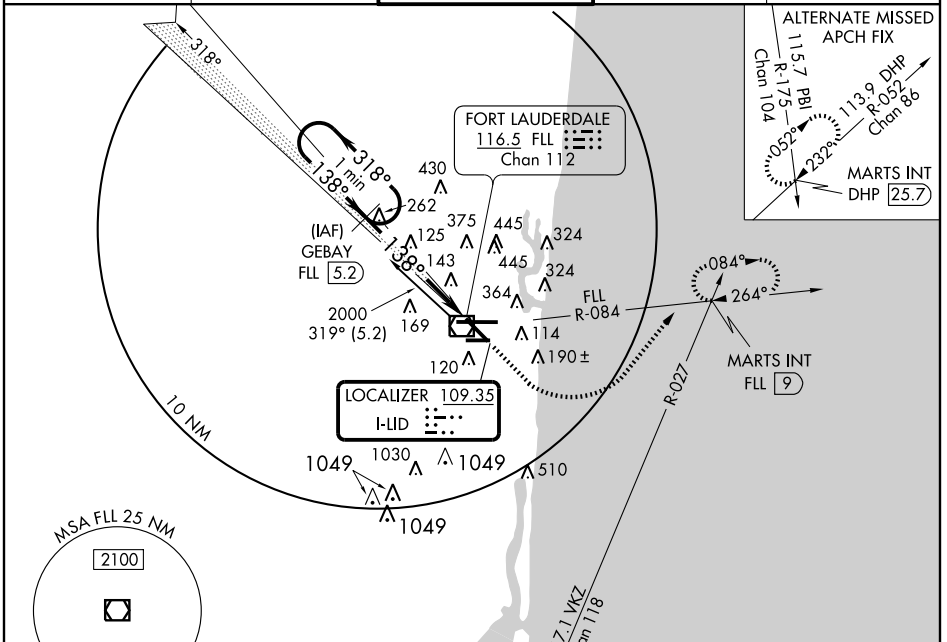 318°
318°
1 min
138°
(IAF)
GEBAY
FLL 5.2
138°
2000
319° (5.2)
262
430
125
375
445
445
143
324
324
364
169
114
190±
120
FORT LAUDERDALE
116.5 FLL
Chan 112
LOCALIZER 109.35
I-LID
FLL
R-084
084°
264°
MARTS INT
FLL 9
R-027
10 NM
1049
1030
1049
1049
510
MSA FLL 25 NM
2100
7.1 VKZ
an 118
ALTERNATE MISSED
APCH FIX
115.7 PBI
R-175
Chan 104
113.9 DHP
R-052
Chan 86
052°
232°
MARTS INT
DHP 25.7